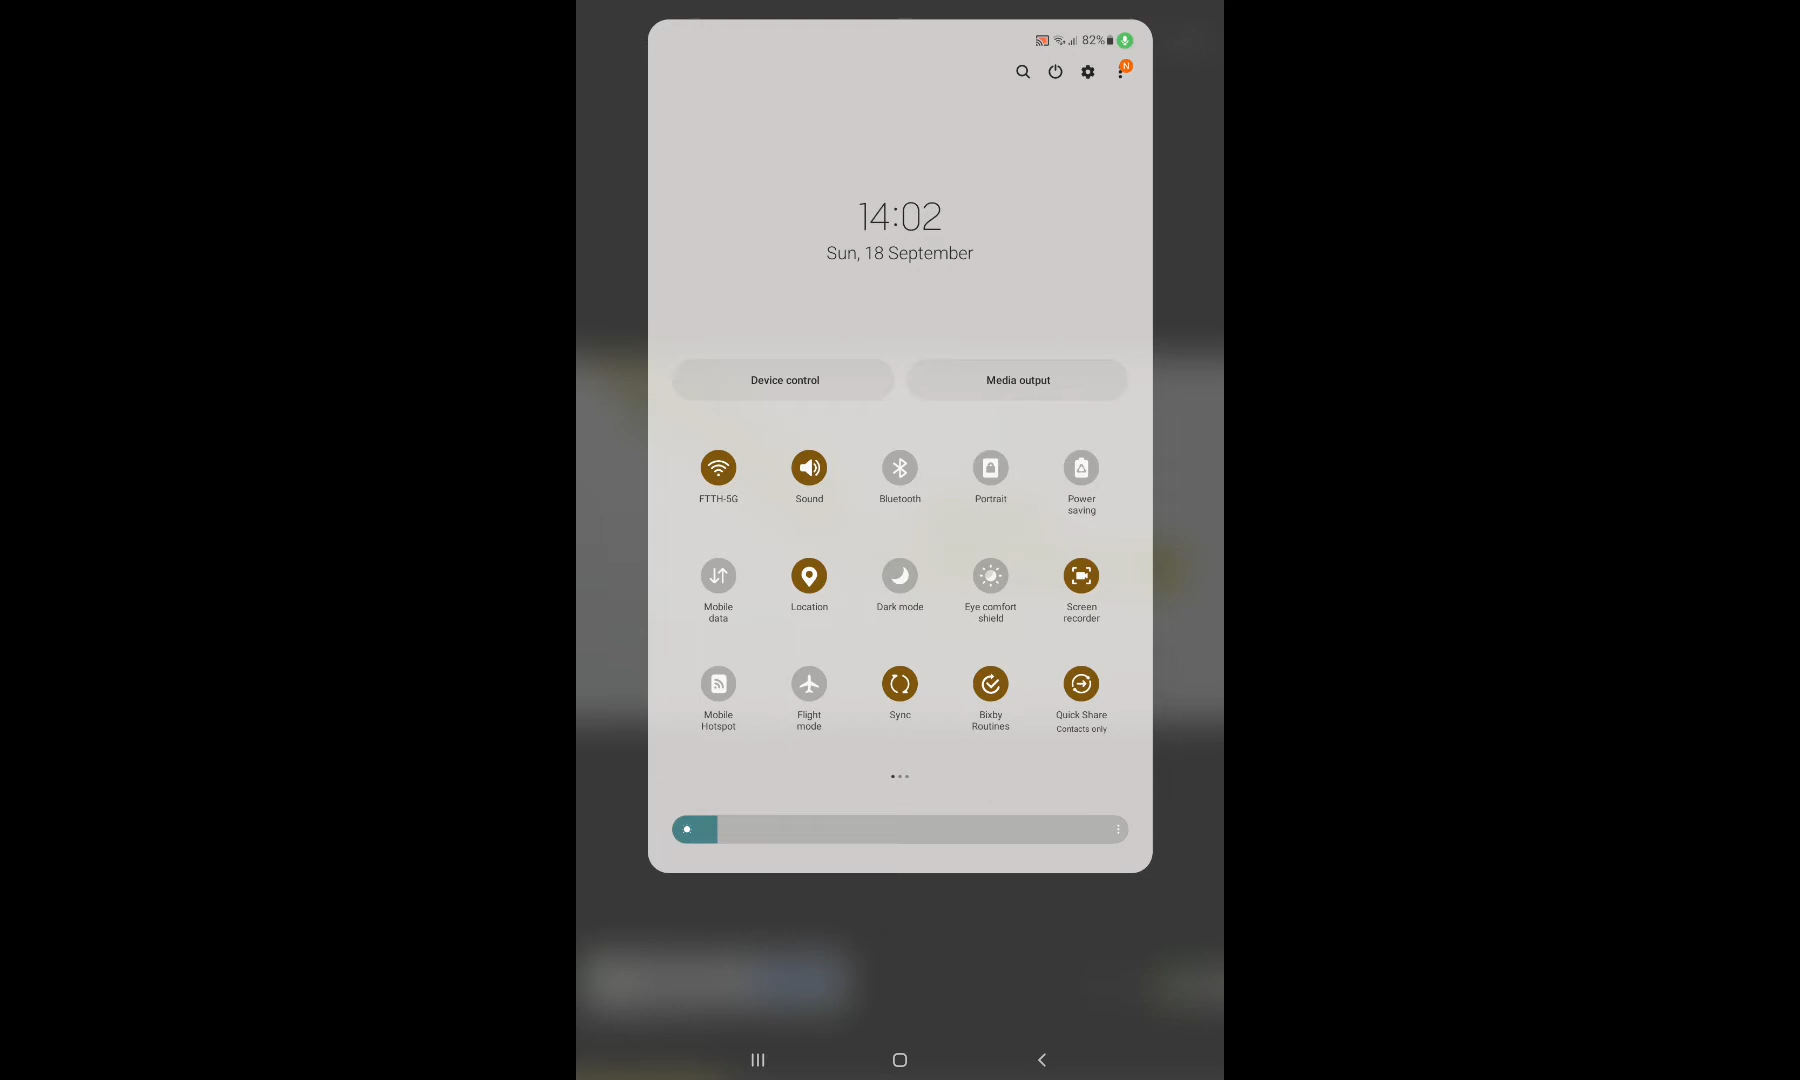 82%
N
14:02
Sun, 18 September
Device control
Media output
FTTH-5G
Sound
Bluetooth
Portrait
Power
saving
Mobile
data
Location
Dark mode
Eye comfort
shield
Screen
recorder
Mobile
Hotspot
Flight
mode
Sync
Bixby
Routines
Quick Share
Contacts only